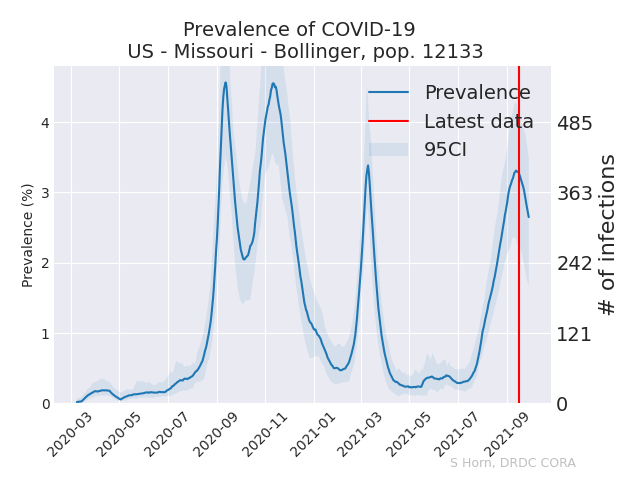 Prevalence of COVID-19
US - Missouri - Bollinger, pop. 12133
Prevalence
Latest data
95CI
Prevalence (%)
4
3
2
1
0
485
363
242
121
0
# of infections
2020-03
2020-05
2020-07
2020-09
2020-11
2021-01
2021-03
2021-05
2021-07
2021-09
S Horn, DRDC CORA